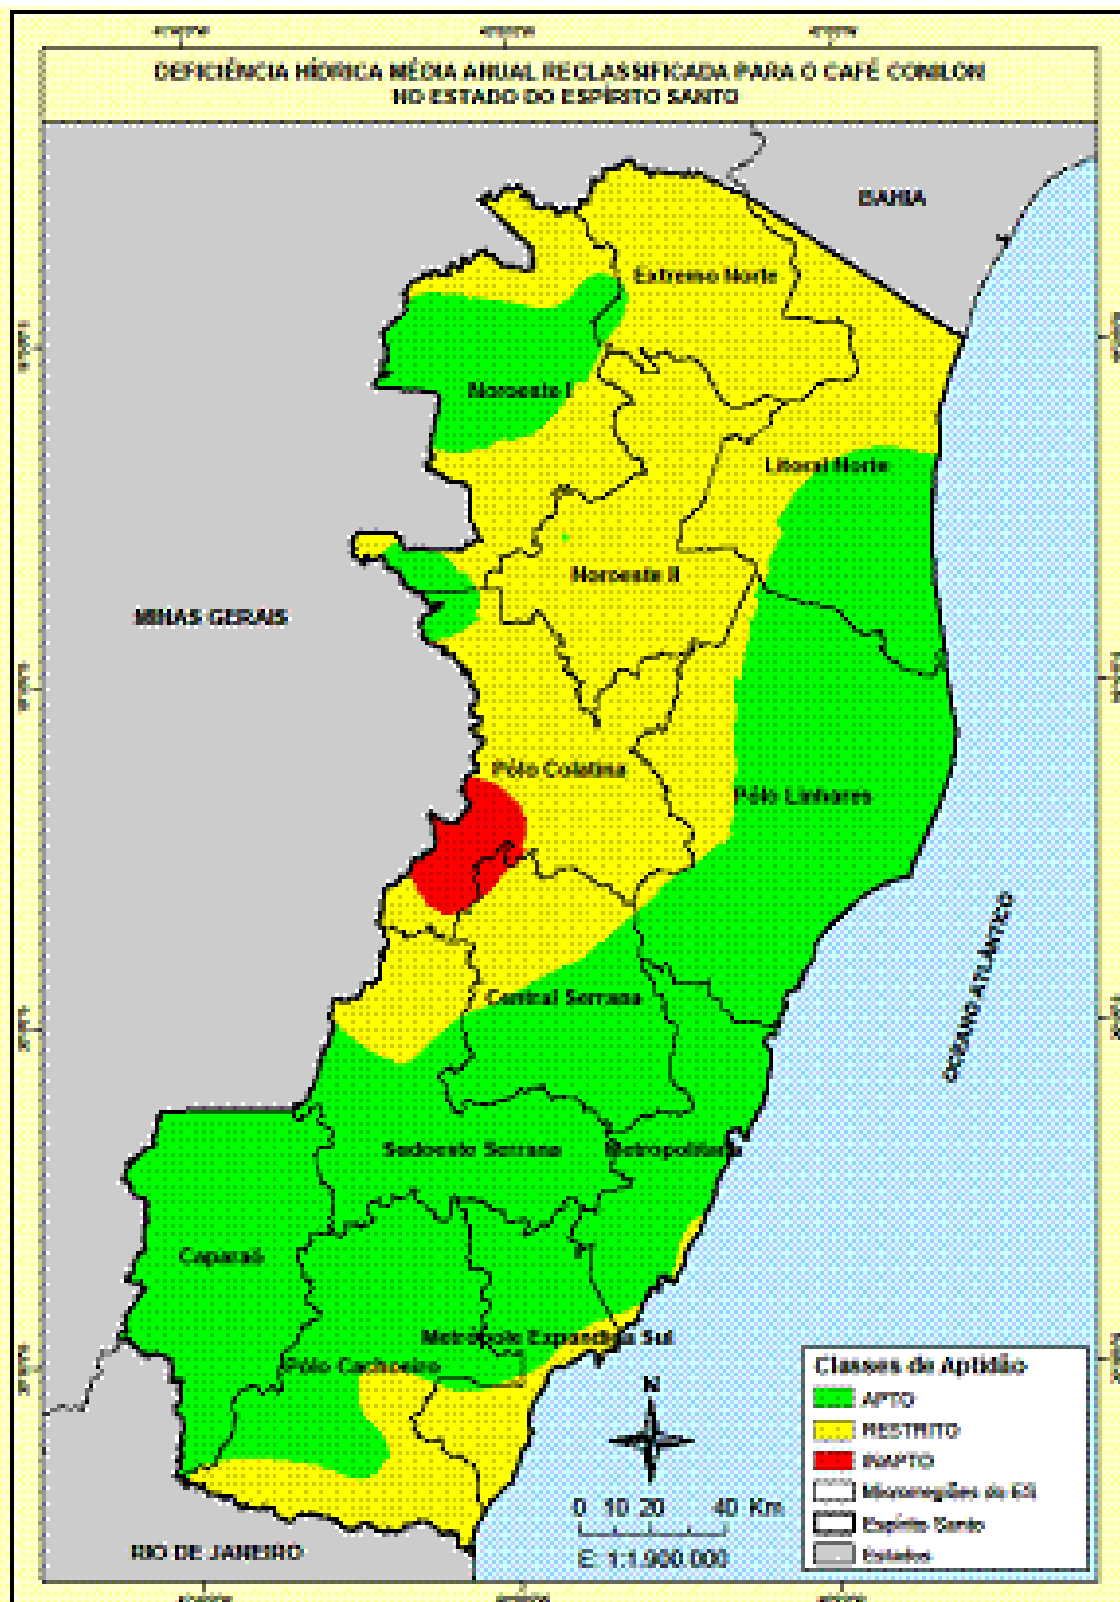 DEFICIÊNCIA HÍDRICA MÉDIA ANUAL RECLASSIFICADA PARA O CAFÉ CONILON
NO ESTADO DO ESPÍRITO SANTO
BAHIA
Extremo Norte
Noroeste I
Litoral Norte
Noroeste II
MINAS GERAIS
Pólo Colatina
Pólo Linhares
OCEANO ATLÂNTICO
Central Serrana
Sudoeste Serrana
Metropolitana
Caparaó
Metrópole Expandida Sul
Pólo Cachoeiro
Classes de Aptidão
N
APTO
RESTRITO
INAPTO
Microregiões do ES
Espírito Santo
Estados
0 10 20 40 Km
E: 1:1.900.000
RIO DE JANEIRO